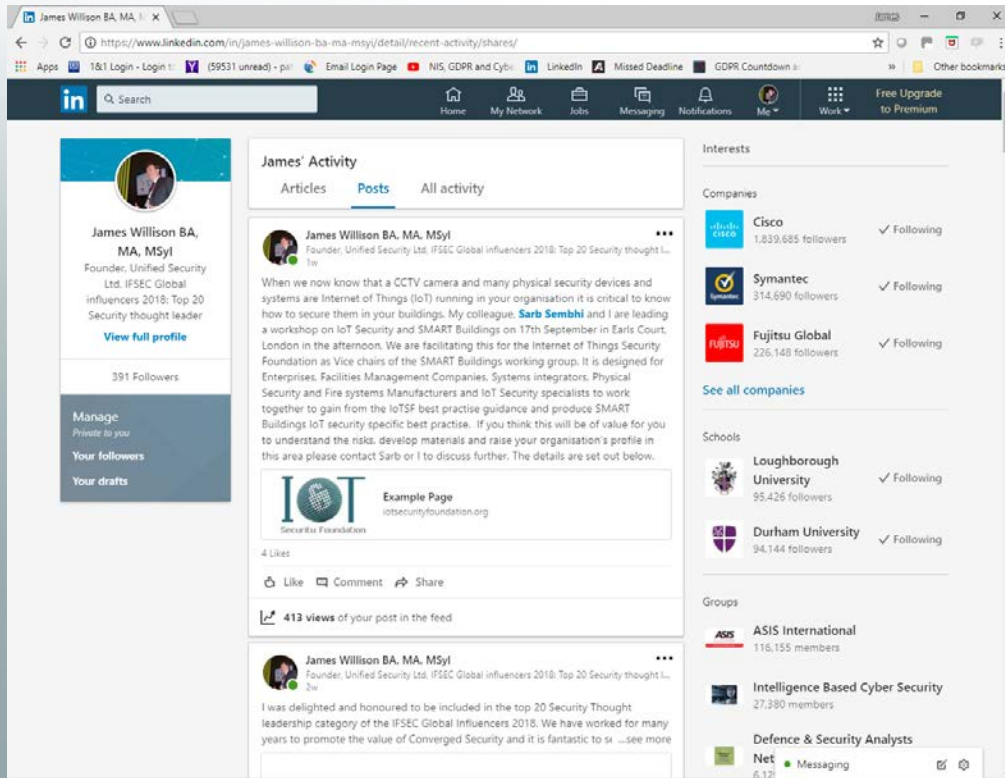 James Willison BA, MA, 
https://www.linkedin.com/in/james-willison-ba-ma-msyi/detail/recent-activity/shares/
Apps
1&1 Login - Login t
(59531 unread) - pa
Email Login Page
NIS, GDPR and Cybe
LinkedIn
Missed Deadline
GDPR Countdown a
»
Other bookmarks
in
Search
Home
My Network
Jobs
Messaging
Notifications
Me
Work
Free Upgrade
to Premium
James Willison BA,
MA, MSyI
Founder, Unified Security
Ltd. IFSEC Global
influencers 2018: Top 20
Security thought leader
View full profile
391 Followers
Manage
Private to you
Your followers
Your drafts
James' Activity
Articles
Posts
All activity
James Willison BA, MA, MSyI
Founder, Unified Security Ltd. IFSEC Global influencers 2018: Top 20 Security thought l...
1w
When we now know that a CCTV camera and many physical security devices and
systems are Internet of Things (IoT) running in your organisation it is critical to know
how to secure them in your buildings. My colleague, Sarb Sembhi and I are leading
a workshop on IoT Security and SMART Buildings on 17th September in Earls Court,
London in the afternoon. We are facilitating this for the Internet of Things Security
Foundation as Vice chairs of the SMART Buildings working group. It is designed for
Enterprises, Facilities Management Companies, Systems integrators, Physical
Security and Fire systems Manufacturers and IoT Security specialists to work
together to gain from the IoTSF best practise guidance and produce SMART
Buildings IoT security specific best practise. If you think this will be of value for you
to understand the risks, develop materials and raise your organisation's profile in
this area please contact Sarb or I to discuss further. The details are set out below.
IOT
Security Foundation
Example Page
iotsecurityfoundation.org
4 Likes
Like
Comment
Share
413 views of your post in the feed
James Willison BA, MA, MSyI
Founder, Unified Security Ltd. IFSEC Global influencers 2018: Top 20 Security thought l...
2w
I was delighted and honoured to be included in the top 20 Security Thought
leadership category of the IFSEC Global Influencers 2018. We have worked for many
years to promote the value of Converged Security and it is fantastic to se ...see more
Interests
Companies
CISCO
Cisco
1,839,685 followers
Following
Symantec
Symantec
314,690 followers
Following
FUJITSU
Fujitsu Global
226,148 followers
Following
See all companies
Schools
Loughborough
University
95,426 followers
Following
Durham University
94,144 followers
Following
Groups
ASIS
ASIS International
116,155 members
Intelligence Based Cyber Security
27,380 members
Defence & Security Analysts
Net
6,12
Messaging